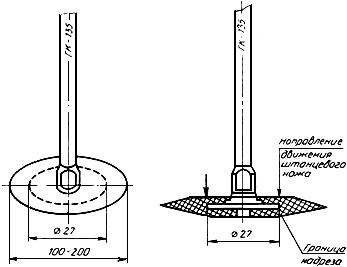 ГК-135
ГК-135
направление
движения
штанцевого
ножа
⌀ 27
100-200
⌀ 27
Граница
надреза